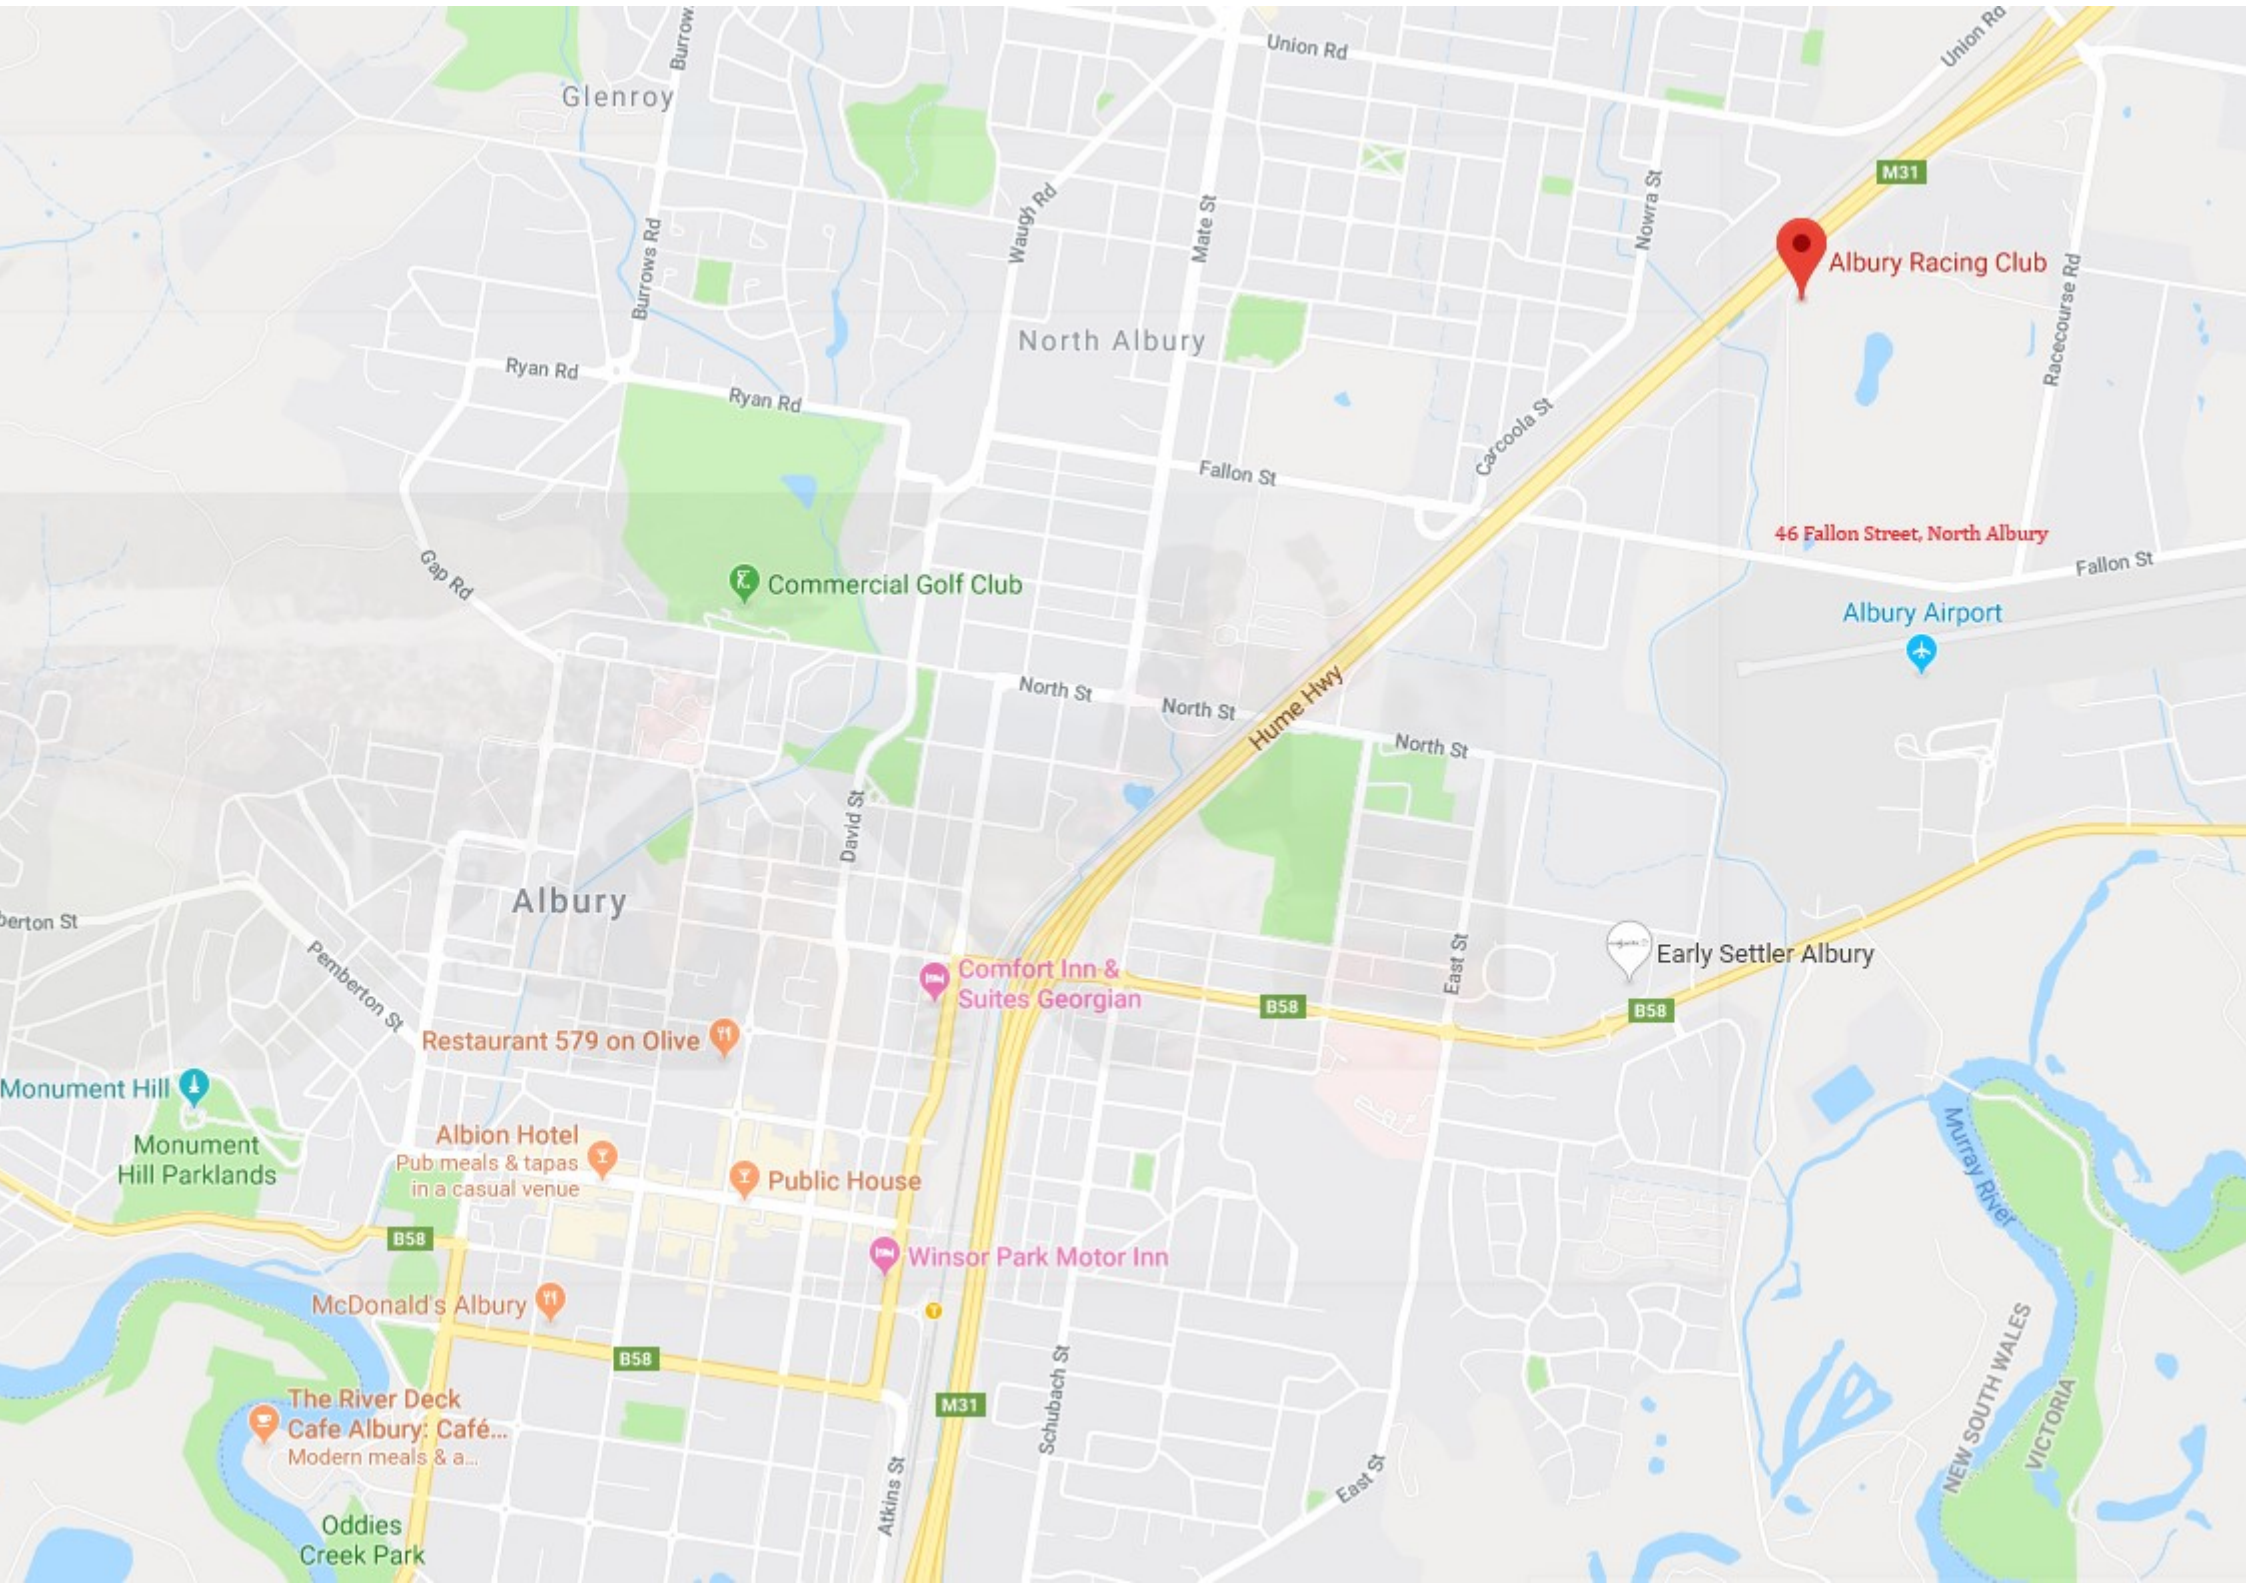 Burrow
Union Rd
Union Rd
Glenroy
M31
Waugh Rd
Mate St
Nowra St
Burrows Rd
Albury Racing Club
Racecourse Rd
North Albury
Ryan Rd
Ryan Rd
Carcoola St
Fallon St
46 Fallon Street, North Albury
Fallon St
Gap Rd
Commercial Golf Club
Albury Airport
North St
North St
Hume Hwy
North St
David St
Albury
berton St
Pemberton St
East St
Early Settler Albury
Comfort Inn &
Suites Georgian
B58
B58
Restaurant 579 on Olive
Monument Hill
Monument
Hill Parklands
Albion Hotel
Pub meals & tapas
in a casual venue
Public House
Murray River
B58
Winsor Park Motor Inn
McDonald's Albury
B58
NEW SOUTH WALES
VICTORIA
The River Deck
Cafe Albury: Café...
Modern meals & a...
M31
Schubach St
Atkins St
East St
Oddies
Creek Park